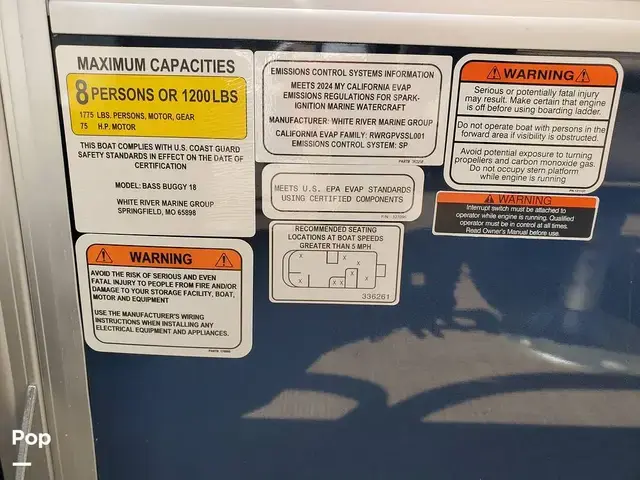 MAXIMUM CAPACITIES
8 PERSONS OR 1200 LBS
1775 LBS. PERSONS, MOTOR, GEAR
75 H.P. MOTOR
THIS BOAT COMPLIES WITH U.S. COAST GUARD
SAFETY STANDARDS IN EFFECT ON THE DATE OF
CERTIFICATION
MODEL: BASS BUGGY 18
WHITE RIVER MARINE GROUP
SPRINGFIELD, MO 65898
WARNING
AVOID THE RISK OF SERIOUS AND EVEN
FATAL INJURY TO PEOPLE FROM FIRE AND/OR
DAMAGE TO YOUR STORAGE FACILITY, BOAT,
MOTOR AND EQUIPMENT
USE THE MANUFACTURER'S WIRING
INSTRUCTIONS WHEN INSTALLING ANY
ELECTRICAL EQUIPMENT AND APPLIANCES.
EMISSIONS CONTROL SYSTEMS INFORMATION
MEETS 2024 MY CALIFORNIA EVAP
EMISSIONS REGULATIONS FOR SPARK-
IGNITION MARINE WATERCRAFT
MANUFACTURER: WHITE RIVER MARINE GROUP
CALIFORNIA EVAP FAMILY: RWRGPVSSL001
EMISSIONS CONTROL SYSTEM: SP
MEETS U.S. EPA EVAP STANDARDS
USING CERTIFIED COMPONENTS
RECOMMENDED SEATING
LOCATIONS AT BOAT SPEEDS
GREATER THAN 5 MPH
X X X X X X X X
336261
WARNING
Serious or potentially fatal injury
may result. Make certain that engine
is off before using boarding ladder.
Do not operate boat with persons in the
forward area if visibility is obstructed.
Avoid potential exposure to turning
propellers and carbon monoxide gas.
Do not occupy stern platform
while engine is running
WARNING
Interrupt switch must be attached to
operator while engine is running. Qualified
operator must be in control at all times.
Read Owner's Manual before use.
Pop